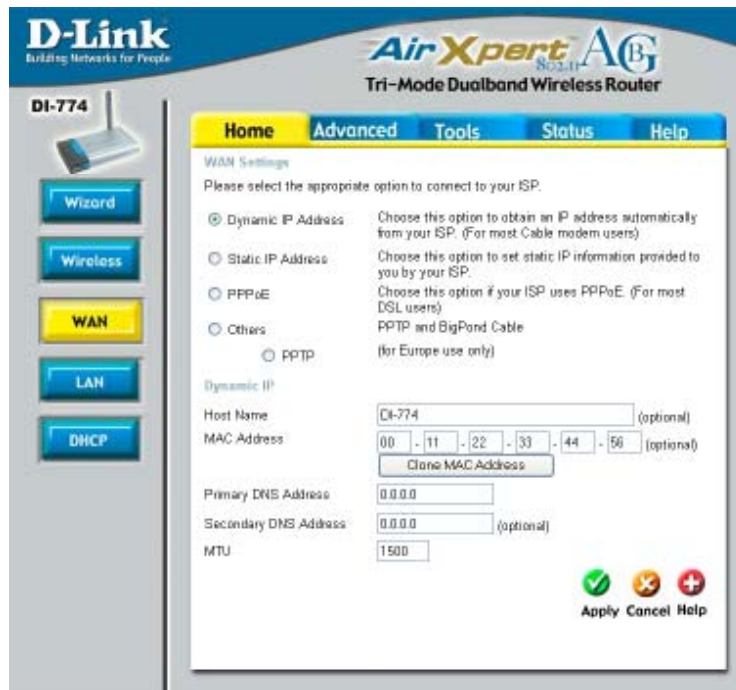 D-Link
Building Networks for People
Air Xpert 802.11 ABG
Tri-Mode Dualband Wireless Router
DI-774
Home Advanced Tools Status Help
Wizard
Wireless
WAN
LAN
DHCP
WAN Settings
Please select the appropriate option to connect to your ISP.
Dynamic IP Address Choose this option to obtain an IP address automatically
from your ISP. (For most Cable modem users)
Static IP Address Choose this option to set static IP information provided to
you by your ISP.
PPPoE Choose this option if your ISP uses PPPoE. (For most
DSL users)
Others PPTP and BigPond Cable
PPTP (for Europe use only)
Dynamic IP
Host Name DI-774 (optional)
MAC Address 00 - 11 - 22 - 33 - 44 - 56 (optional)
Clone MAC Address
Primary DNS Address 0.0.0.0
Secondary DNS Address 0.0.0.0 (optional)
MTU 1500
Apply Cancel Help